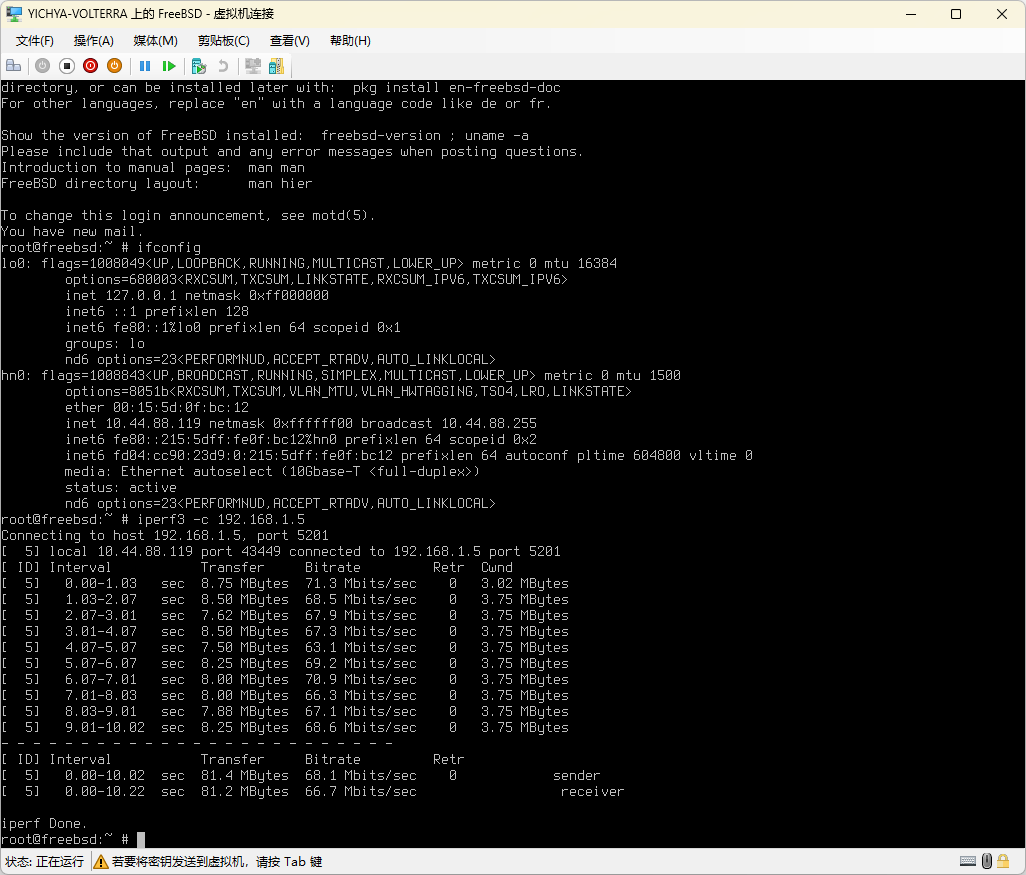 YICHYA-VOLTERRA 上的 FreeBSD - 虚拟机连接
文件(F) 操作(A) 媒体(M) 剪贴板(C) 查看(V) 帮助(H)
directory, or can be installed later with:  pkg install en-freebsd-doc
For other languages, replace "en" with a language code like de or fr.
Show the version of FreeBSD installed:  freebsd-version ; uname -a
Please include that output and any error messages when posting questions.
Introduction to manual pages:  man man
FreeBSD directory layout:      man hier
To change this login announcement, see motd(5).
You have new mail.
root@freebsd:~ # ifconfig
lo0: flags=1008049<UP,LOOPBACK,RUNNING,MULTICAST,LOWER_UP> metric 0 mtu 16384
        options=680003<RXCSUM,TXCSUM,LINKSTATE,RXCSUM_IPV6,TXCSUM_IPV6>
        inet 127.0.0.1 netmask 0xff000000
        inet6 ::1 prefixlen 128
        inet6 fe80::1%lo0 prefixlen 64 scopeid 0x1
        groups: lo
        nd6 options=23<PERFORMNUD,ACCEPT_RTADV,AUTO_LINKLOCAL>
hn0: flags=1008843<UP,BROADCAST,RUNNING,SIMPLEX,MULTICAST,LOWER_UP> metric 0 mtu 1500
        options=8051b<RXCSUM,TXCSUM,VLAN_MTU,VLAN_HWTAGGING,TSO4,LRO,LINKSTATE>
        ether 00:15:5d:0f:bc:12
        inet 10.44.88.119 netmask 0xffffff00 broadcast 10.44.88.255
        inet6 fe80::215:5dff:fe0f:bc12%hn0 prefixlen 64 scopeid 0x2
        inet6 fd04:cc90:23d9:0:215:5dff:fe0f:bc12 prefixlen 64 autoconf pltime 604800 vltime 0
        media: Ethernet autoselect (10Gbase-T <full-duplex>)
        status: active
        nd6 options=23<PERFORMNUD,ACCEPT_RTADV,AUTO_LINKLOCAL>
root@freebsd:~ # iperf3 -c 192.168.1.5
Connecting to host 192.168.1.5, port 5201
[  5] local 10.44.88.119 port 43449 connected to 192.168.1.5 port 5201
[ ID] Interval           Transfer     Bitrate         Retr  Cwnd
[  5]   0.00-1.03   sec  8.75 MBytes  71.3 Mbits/sec    0   3.02 MBytes
[  5]   1.03-2.07   sec  8.50 MBytes  68.5 Mbits/sec    0   3.75 MBytes
[  5]   2.07-3.01   sec  7.62 MBytes  67.9 Mbits/sec    0   3.75 MBytes
[  5]   3.01-4.07   sec  8.50 MBytes  67.3 Mbits/sec    0   3.75 MBytes
[  5]   4.07-5.07   sec  7.50 MBytes  63.1 Mbits/sec    0   3.75 MBytes
[  5]   5.07-6.07   sec  8.25 MBytes  69.2 Mbits/sec    0   3.75 MBytes
[  5]   6.07-7.01   sec  8.00 MBytes  70.9 Mbits/sec    0   3.75 MBytes
[  5]   7.01-8.03   sec  8.00 MBytes  66.3 Mbits/sec    0   3.75 MBytes
[  5]   8.03-9.01   sec  7.88 MBytes  67.1 Mbits/sec    0   3.75 MBytes
[  5]   9.01-10.02  sec  8.25 MBytes  68.6 Mbits/sec    0   3.75 MBytes
- - - - - - - - - - - - - - - - - - - - - - - - -
[ ID] Interval           Transfer     Bitrate         Retr
[  5]   0.00-10.02  sec  81.4 MBytes  68.1 Mbits/sec    0            sender
[  5]   0.00-10.22  sec  81.2 MBytes  66.7 Mbits/sec                  receiver
iperf Done.
root@freebsd:~ #
状态: 正在运行 若要将密钥发送到虚拟机，请按 Tab 键